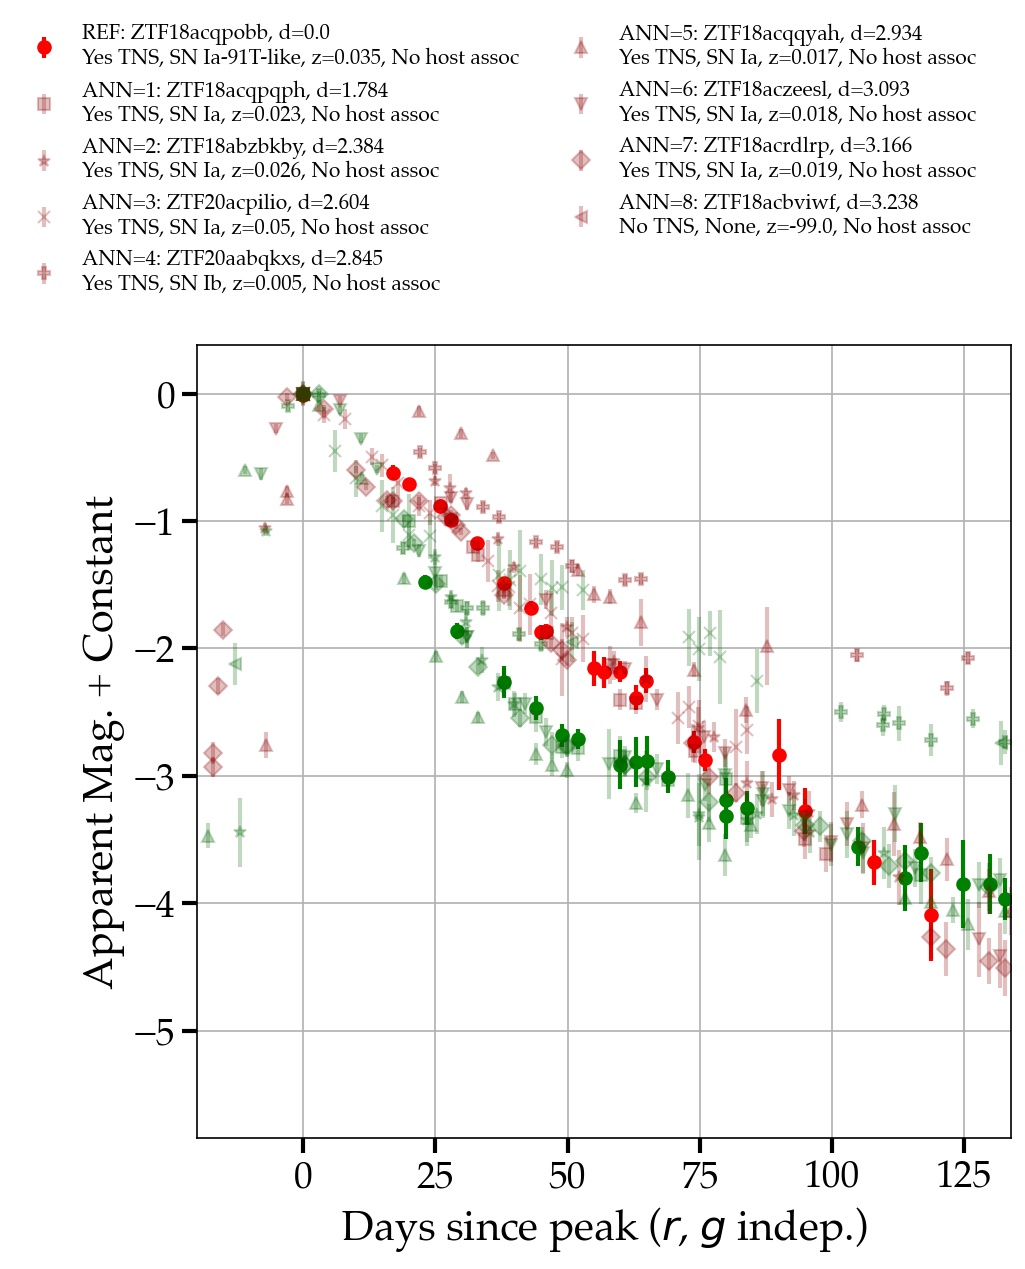 REF: ZTF18acqpobb, d=0.0
Yes TNS, SN Ia-91T-like, z=0.035, No host assoc
ANN=1: ZTF18acqpqph, d=1.784
Yes TNS, SN Ia, z=0.023, No host assoc
ANN=2: ZTF18abzbkby, d=2.384
Yes TNS, SN Ia, z=0.026, No host assoc
ANN=3: ZTF20acpilio, d=2.604
Yes TNS, SN Ia, z=0.05, No host assoc
ANN=4: ZTF20aabqkxs, d=2.845
Yes TNS, SN Ib, z=0.005, No host assoc
ANN=5: ZTF18acqqyah, d=2.934
Yes TNS, SN Ia, z=0.017, No host assoc
ANN=6: ZTF18aczeesl, d=3.093
Yes TNS, SN Ia, z=0.018, No host assoc
ANN=7: ZTF18acrdlrp, d=3.166
Yes TNS, SN Ia, z=0.019, No host assoc
ANN=8: ZTF18acbviwf, d=3.238
No TNS, None, z=-99.0, No host assoc
Apparent Mag. + Constant
0
−1
−2
−3
−4
−5
0 25 50 75 100 125
Days since peak (r, g indep.)